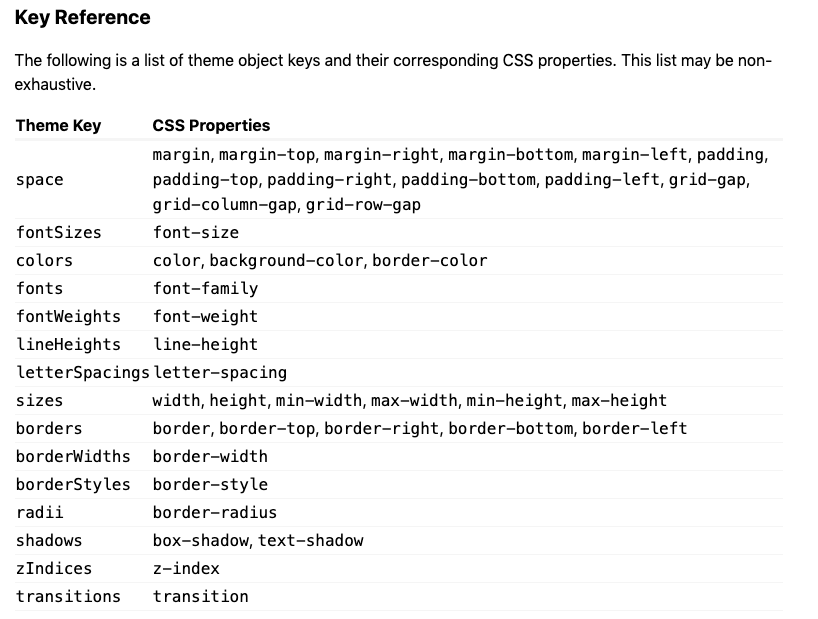 Key Reference
The following is a list of theme object keys and their corresponding CSS properties. This list may be non-
exhaustive.
Theme Key CSS Properties
space margin, margin-top, margin-right, margin-bottom, margin-left, padding,
padding-top, padding-right, padding-bottom, padding-left, grid-gap,
grid-column-gap, grid-row-gap
fontSizes font-size
colors color, background-color, border-color
fonts font-family
fontWeights font-weight
lineHeights line-height
letterSpacings letter-spacing
sizes width, height, min-width, max-width, min-height, max-height
borders border, border-top, border-right, border-bottom, border-left
borderWidths border-width
borderStyles border-style
radii border-radius
shadows box-shadow, text-shadow
zIndices z-index
transitions transition